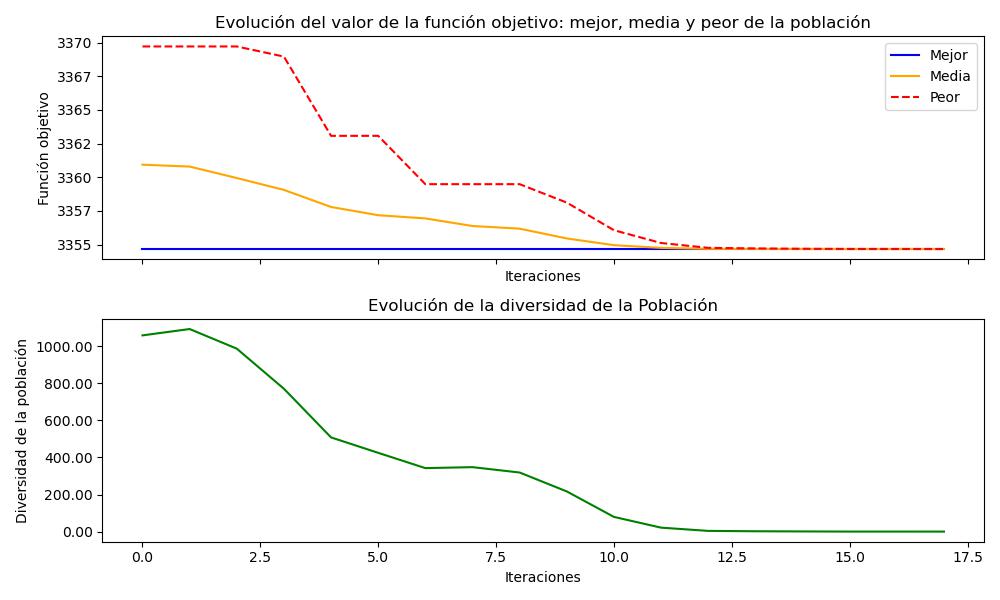 Evolución del valor de la función objetivo: mejor, media y peor de la población
3370
3367
3365
3362
3360
3357
3355
Función objetivo
Mejor
Media
Peor
Iteraciones
Evolución de la diversidad de la Población
1000.00
800.00
600.00
400.00
200.00
0.00
Diversidad de la población
0.0 2.5 5.0 7.5 10.0 12.5 15.0 17.5
Iteraciones